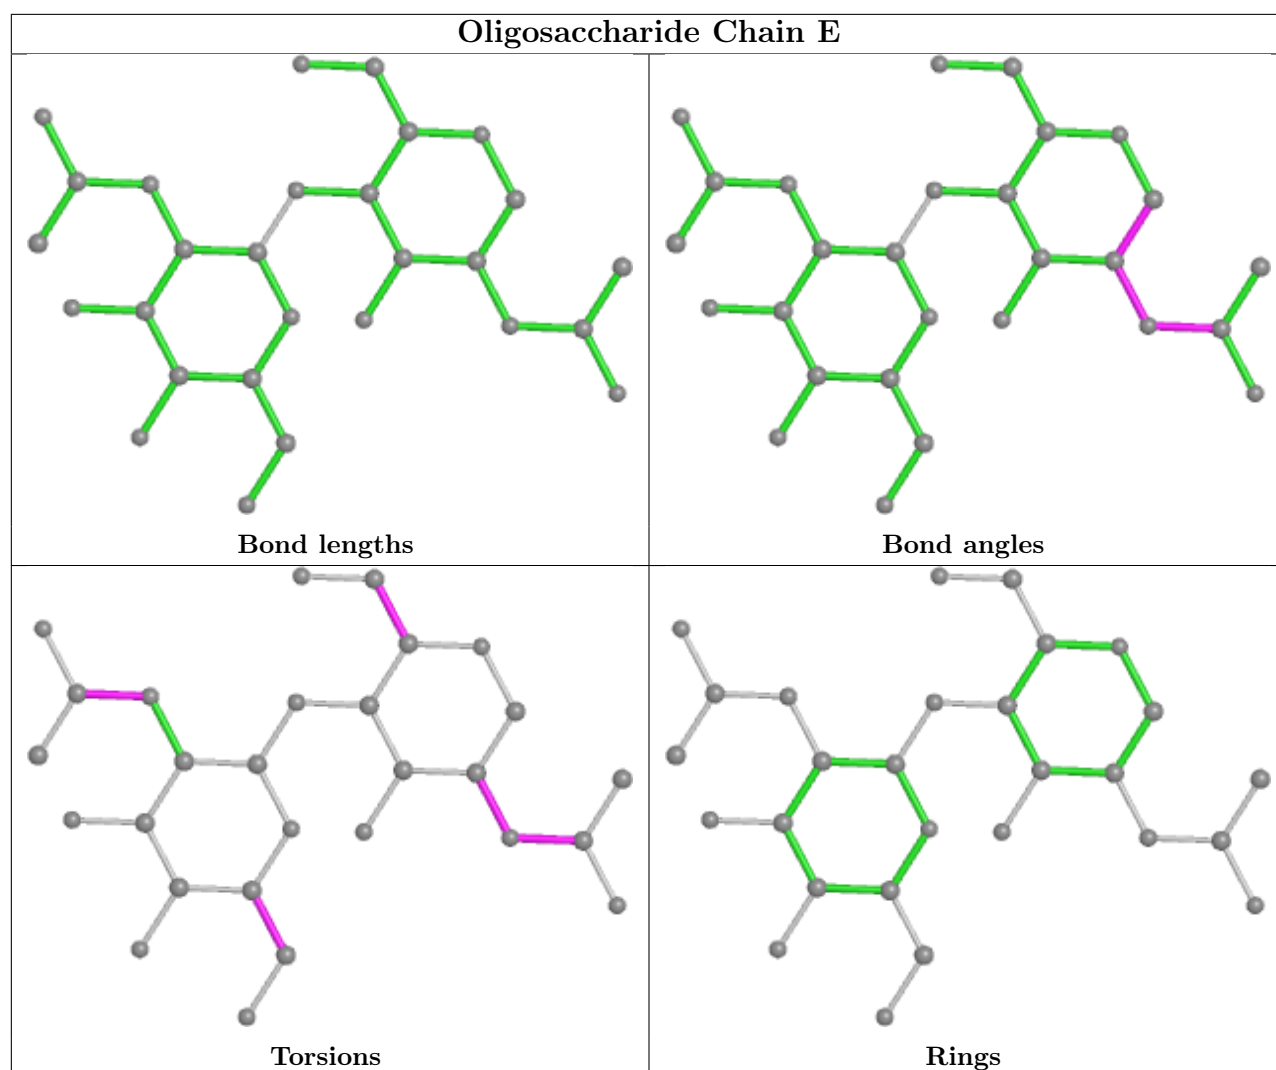 Oligosaccharide Chain E
Bond lengths
Bond angles
Torsions
Rings